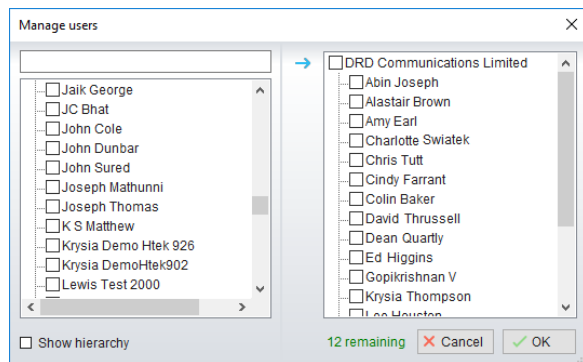 Manage users
Jaik George
JC Bhat
John Cole
John Dunbar
John Sured
Joseph Mathunni
Joseph Thomas
K S Matthew
Krysia Demo Htek 926
Krysia DemoHtek902
Lewis Test 2000
Show hierarchy
DRD Communications Limited
Abin Joseph
Alastair Brown
Amy Earl
Charlotte Swiatek
Chris Tutt
Cindy Farrant
Colin Baker
David Thrussell
Dean Quartly
Ed Higgins
Gopikrishnan V
Krysia Thompson
Lee Houston
12 remaining
Cancel
OK